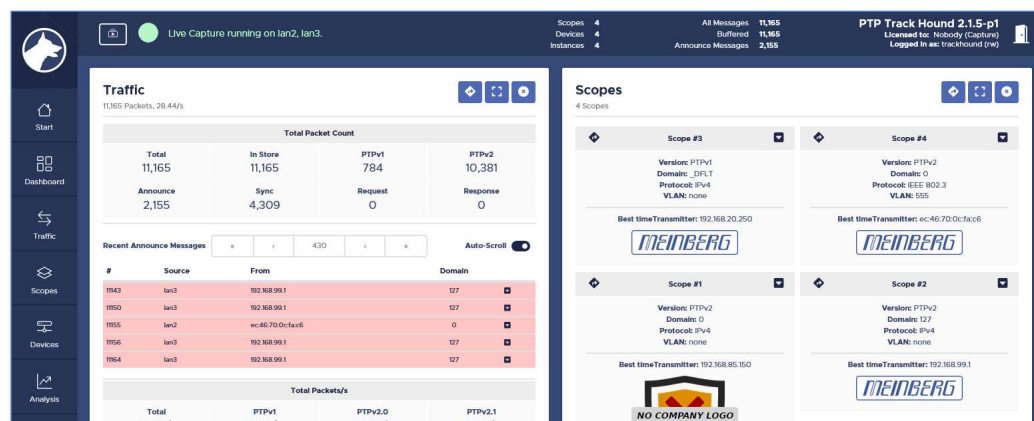 Live Capture running on lan2, lan3.
Scopes 4
Devices 4
Instances 4
All Messages 11,165
Buffered 11,165
Announce Messages 2,155
PTP Track Hound 2.1.5-p1
Licensed to: Nobody (Capture)
Logged in as: trackhound (rw)
Start
Dashboard
Traffic
Scopes
Devices
Analysis
Traffic
11,165 Packets, 28.44/s
Total Packet Count
Total In Store PTPv1 PTPv2
11,165 11,165 784 10,381
Announce Sync Request Response
2,155 4,309 0 0
Recent Announce Messages « ‹ 430 › » Auto-Scroll
# Source From Domain
11143 lan3 192.168.99.1 127
11150 lan3 192.168.99.1 127
11155 lan2 ec:46:70:0c:fa:c6 0
11156 lan3 192.168.99.1 127
11164 lan3 192.168.99.1 127
Total Packets/s
Total PTPv1 PTPv2.0 PTPv2.1
Scopes
4 Scopes
Scope #3
Version: PTPv1
Domain: _DFLT
Protocol: IPv4
VLAN: none
Best timeTransmitter: 192.168.20.250
MEINBERG
Scope #4
Version: PTPv2
Domain: 0
Protocol: IEEE 802.3
VLAN: 555
Best timeTransmitter: ec:46:70:0c:fa:c6
MEINBERG
Scope #1
Version: PTPv2
Domain: 0
Protocol: IPv4
VLAN: none
Best timeTransmitter: 192.168.85.150
NO COMPANY LOGO
Scope #2
Version: PTPv2
Domain: 127
Protocol: IPv4
VLAN: none
Best timeTransmitter: 192.168.99.1
MEINBERG